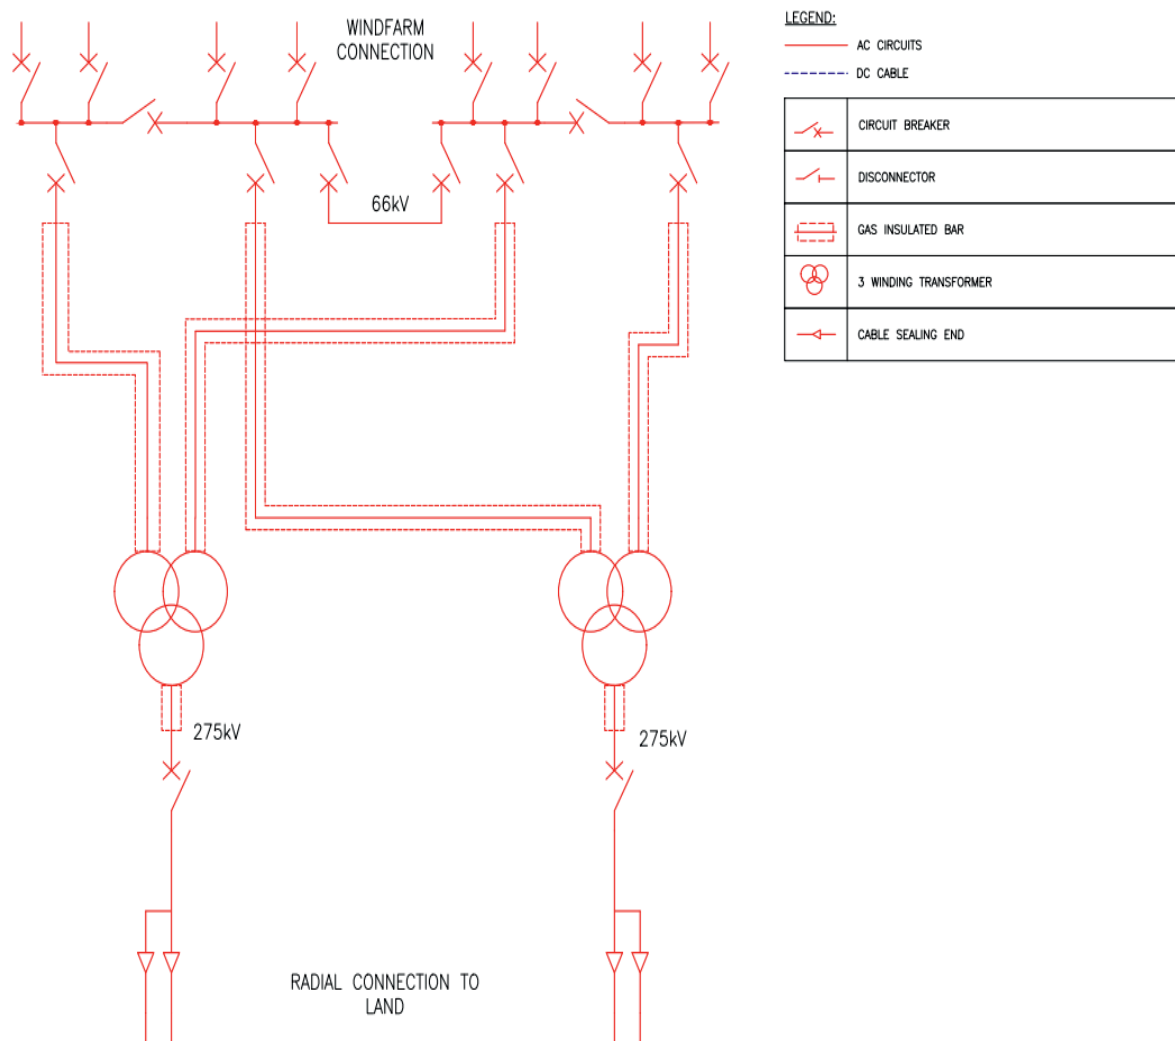 WINDFARM
CONNECTION
66kV
275kV
275kV
RADIAL CONNECTION TO
LAND
LEGEND:
AC CIRCUITS
DC CABLE
CIRCUIT BREAKER
DISCONNECTOR
GAS INSULATED BAR
3 WINDING TRANSFORMER
CABLE SEALING END